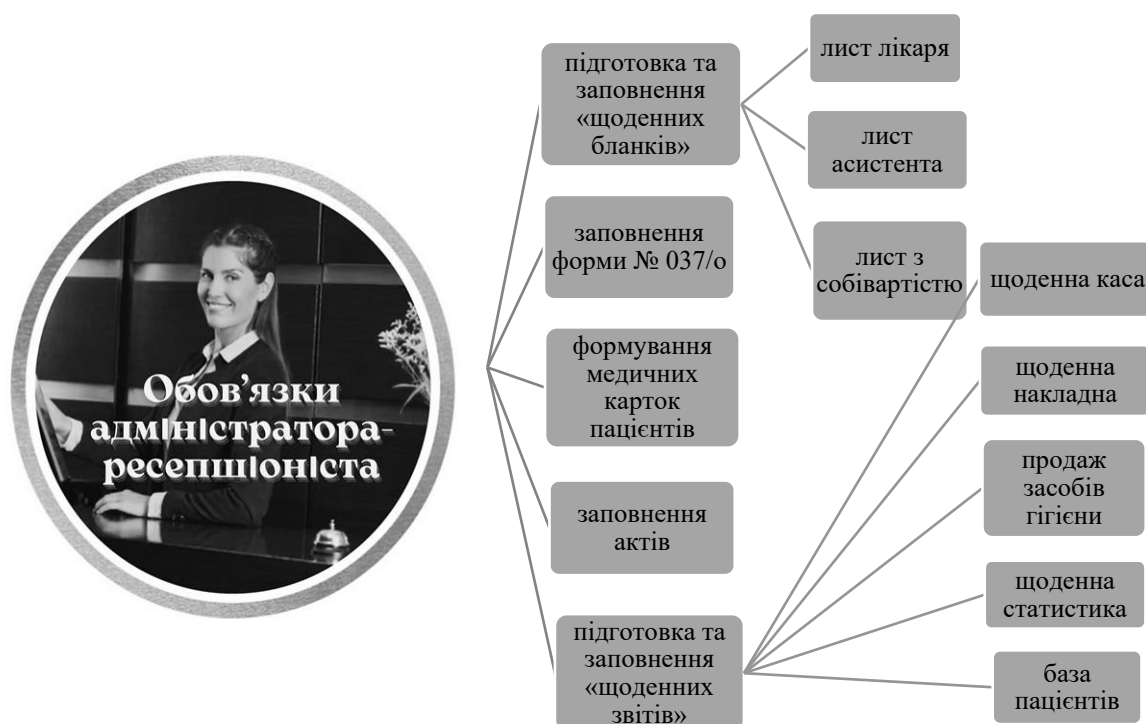 Обов’язки
адміністратора-
ресепшіоніста
підготовка та
заповнення
«щоденних
бланків»
лист лікаря
лист
асистента
лист з
собівартістю
заповнення
форми № 037/о
формування
медичних
карток
пацієнтів
заповнення
актів
підготовка та
заповнення
«щоденних
звітів»
щоденна каса
щоденна
накладна
продаж
засобів
гігієни
щоденна
статистика
база
пацієнтів